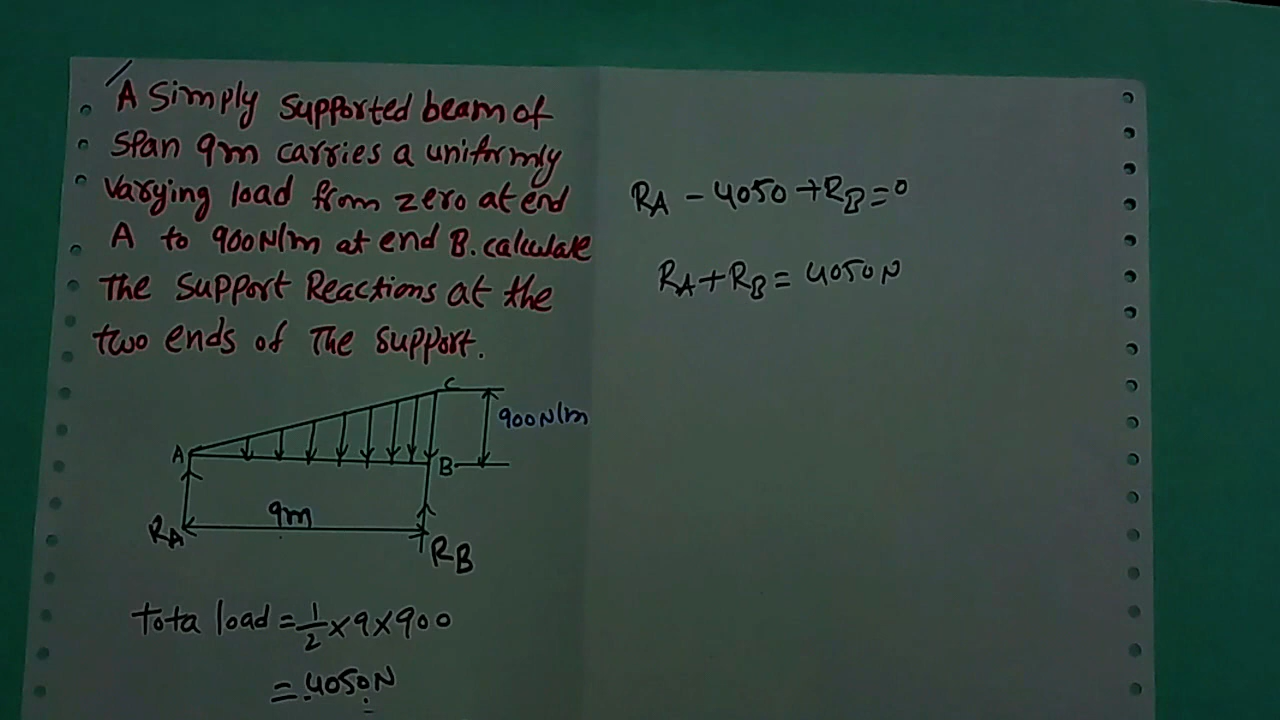 A Simply supported beam of
span 9m carries a uniformly
varying load from zero at end
A to 900N/m at end B. calculate
The Support Reactions at the
two ends of The support.
C
900N/m
A
B
9m
RA
RB
Tota load = 1/2 x 9 x 900
= 4050N
RA - 4050 + RB = 0
RA + RB = 4050N